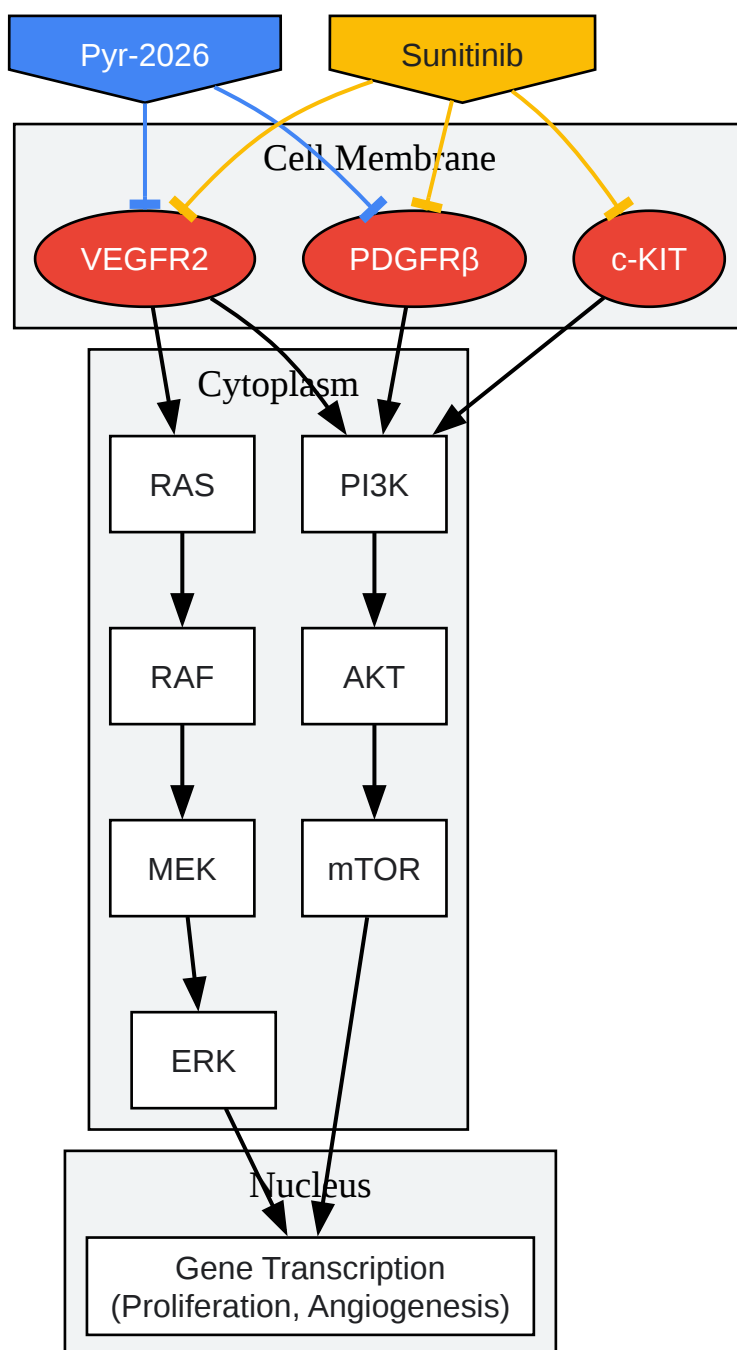 Pyr-2026
Sunitinib
Cell Membrane
VEGFR2
PDGFRβ
c-KIT
Cytoplasm
RAS
PI3K
RAF
AKT
MEK
mTOR
ERK
Nucleus
Gene Transcription
(Proliferation, Angiogenesis)